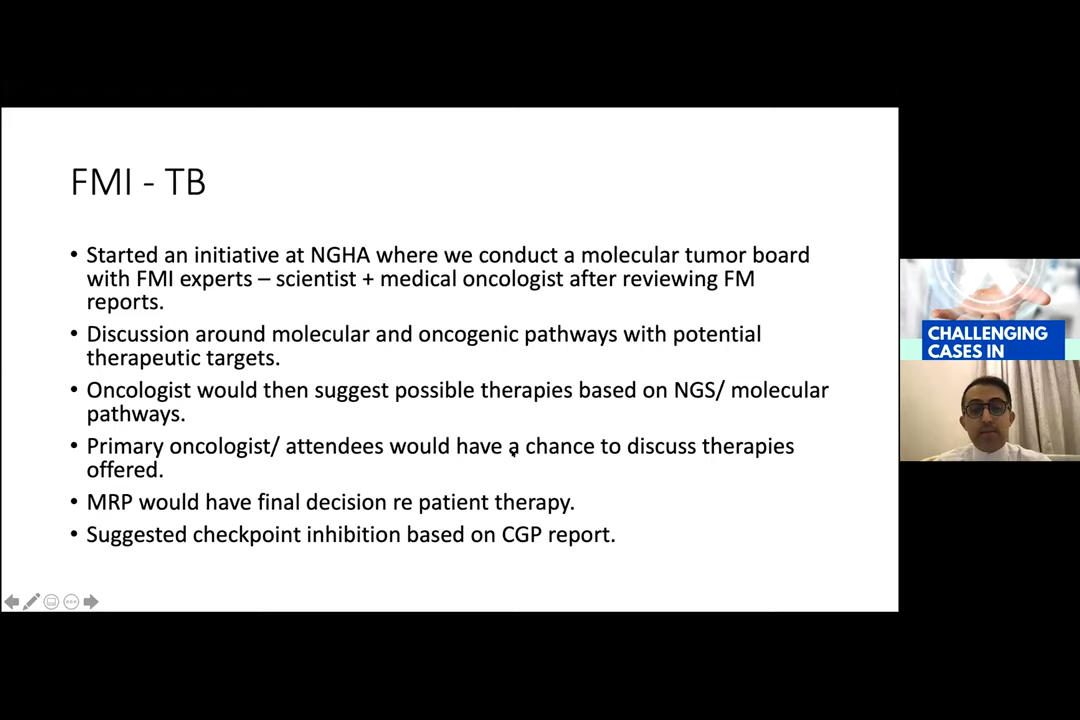 FMI - TB
• Started an initiative at NGHA where we conduct a molecular tumor board
with FMI experts – scientist + medical oncologist after reviewing FM
reports.
• Discussion around molecular and oncogenic pathways with potential
therapeutic targets.
• Oncologist would then suggest possible therapies based on NGS/ molecular
pathways.
• Primary oncologist/ attendees would have a chance to discuss therapies
offered.
• MRP would have final decision re patient therapy.
• Suggested checkpoint inhibition based on CGP report.
CHALLENGING
CASES IN